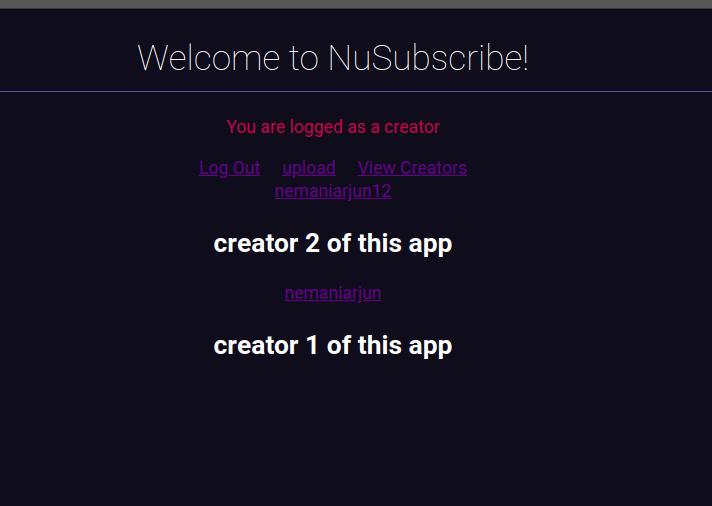 Welcome to NuSubscribe!
You are logged as a creator
Log Out upload View Creators
nemaniarjun12
creator 2 of this app
nemaniarjun
creator 1 of this app